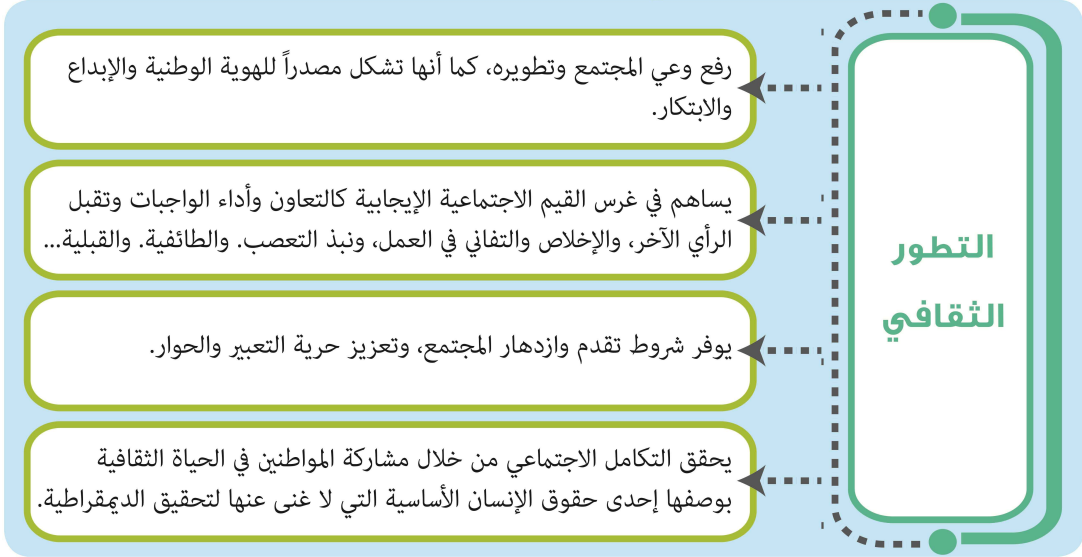 التطور
الثقافي
رفع وعي المجتمع وتطويره، كما أنها تشكل مصدراً للهوية الوطنية والإبداع
والابتكار.
يساهم في غرس القيم الاجتماعية الإيجابية كالتعاون وأداء الواجبات وتقبل
الرأي الآخر، والإخلاص والتفاني في العمل، ونبذ التعصب. والطائفية. والقبلية...
يوفر شروط تقدم وازدهار المجتمع، وتعزيز حرية التعبير والحوار.
يحقق التكامل الاجتماعي من خلال مشاركة المواطنين في الحياة الثقافية
بوصفها إحدى حقوق الإنسان الأساسية التي لا غنى عنها لتحقيق الديمقراطية.